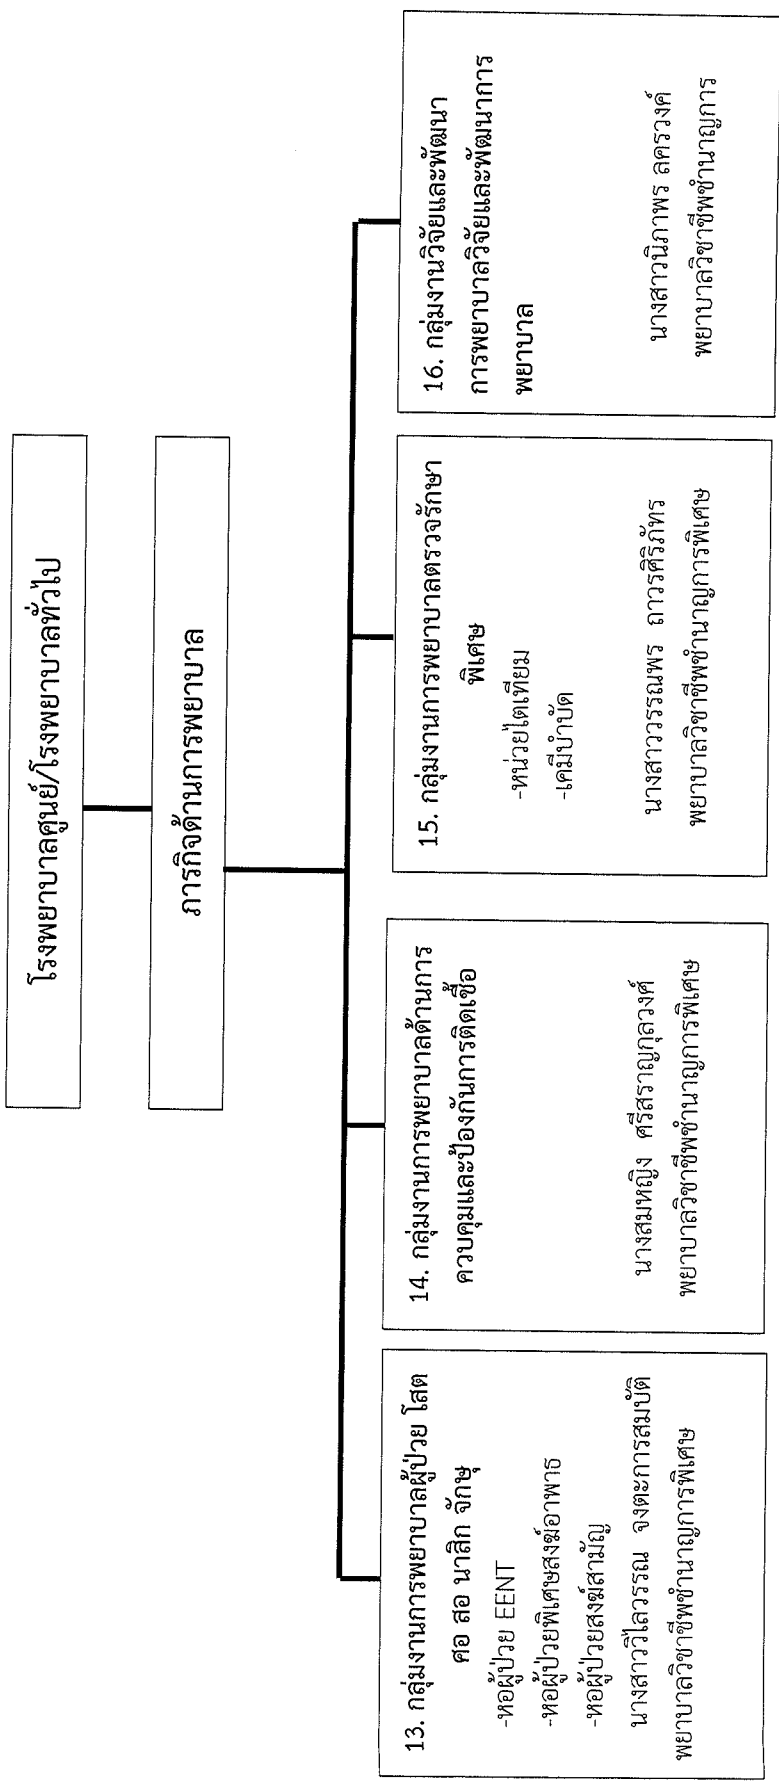 โรงพยาบาลศูนย์/โรงพยาบาลทั่วไป
ภารกิจด้านการพยาบาล
13. กลุ่มงานการพยาบาลผู้ป่วย โสต
ศอ สอ นาสิก จักษุ
-หอผู้ป่วย EENT
-หอผู้ป่วยพิเศษสงฆ์อาพาธ
-หอผู้ป่วยสงฆ์สามัญ
นางสาววิไลวรรณ จงตะการสมบัติ
พยาบาลวิชาชีพชำนาญการพิเศษ
14. กลุ่มงานการพยาบาลด้านการ
ควบคุมและป้องกันการติดเชื้อ
นางสมหญิง ศรีสราญกุลวงศ์
พยาบาลวิชาชีพชำนาญการพิเศษ
15. กลุ่มงานการพยาบาลตรวจรักษา
พิเศษ
-หน่วยไตเทียม
-เคมีบำบัด
นางสาววรรณพร ถาวรศิริภัทร
พยาบาลวิชาชีพชำนาญการพิเศษ
16. กลุ่มงานวิจัยและพัฒนา
การพยาบาลวิจัยและพัฒนาการ
พยาบาล
นางสาวนิภาพร ลครวงศ์
พยาบาลวิชาชีพชำนาญการ